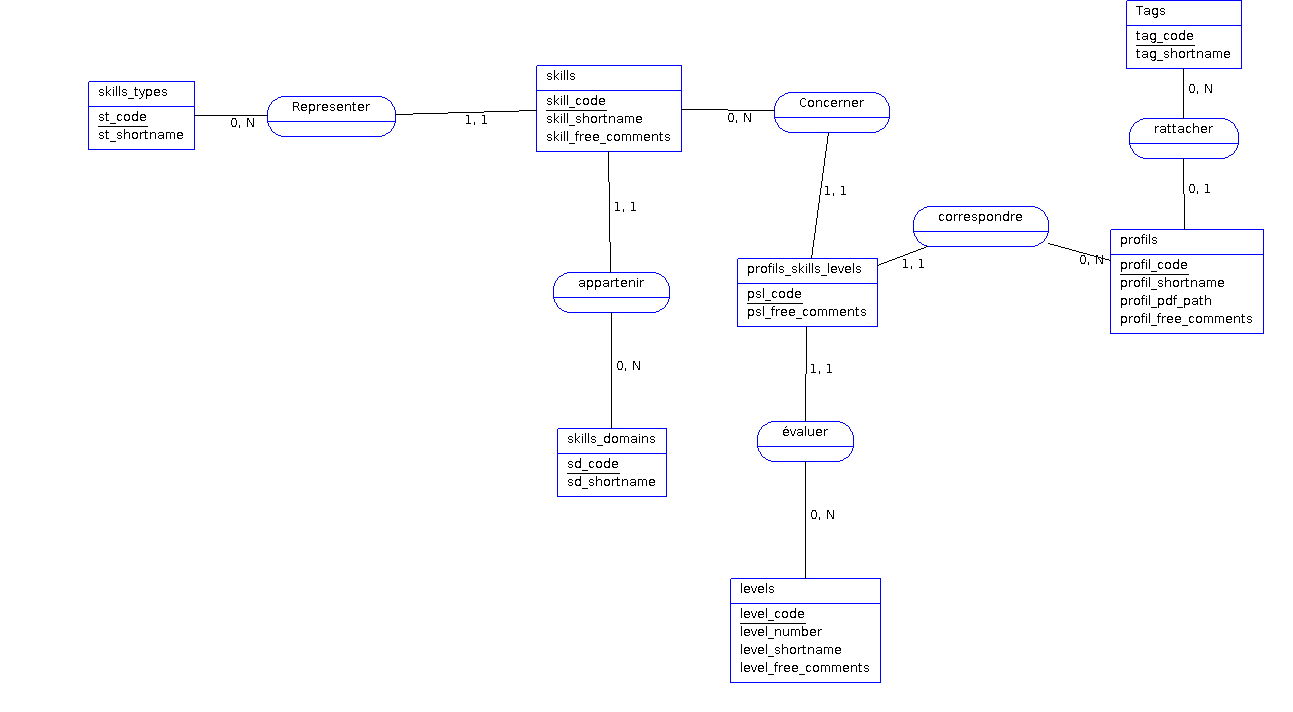 Tags
tag_code
tag_shortname
0, N
rattacher
0, 1
skills_types
st_code
st_shortname
0, N
Representer
1, 1
skills
skill_code
skill_shortname
skill_free_comments
0, N
Concerner
1, 1
1, 1
appartenir
0, N
skills_domains
sd_code
sd_shortname
correspondre
1, 1
0, N
profils
profil_code
profil_shortname
profil_pdf_path
profil_free_comments
profils_skills_levels
psl_code
psl_free_comments
1, 1
évaluer
0, N
levels
level_code
level_number
level_shortname
level_free_comments